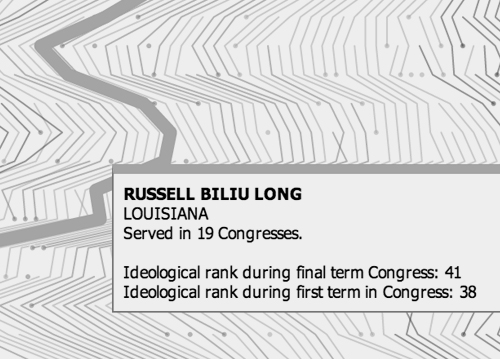 RUSSELL BILIU LONG
LOUISIANA
Served in 19 Congresses.
Ideological rank during final term Congress: 41
Ideological rank during first term in Congress: 38